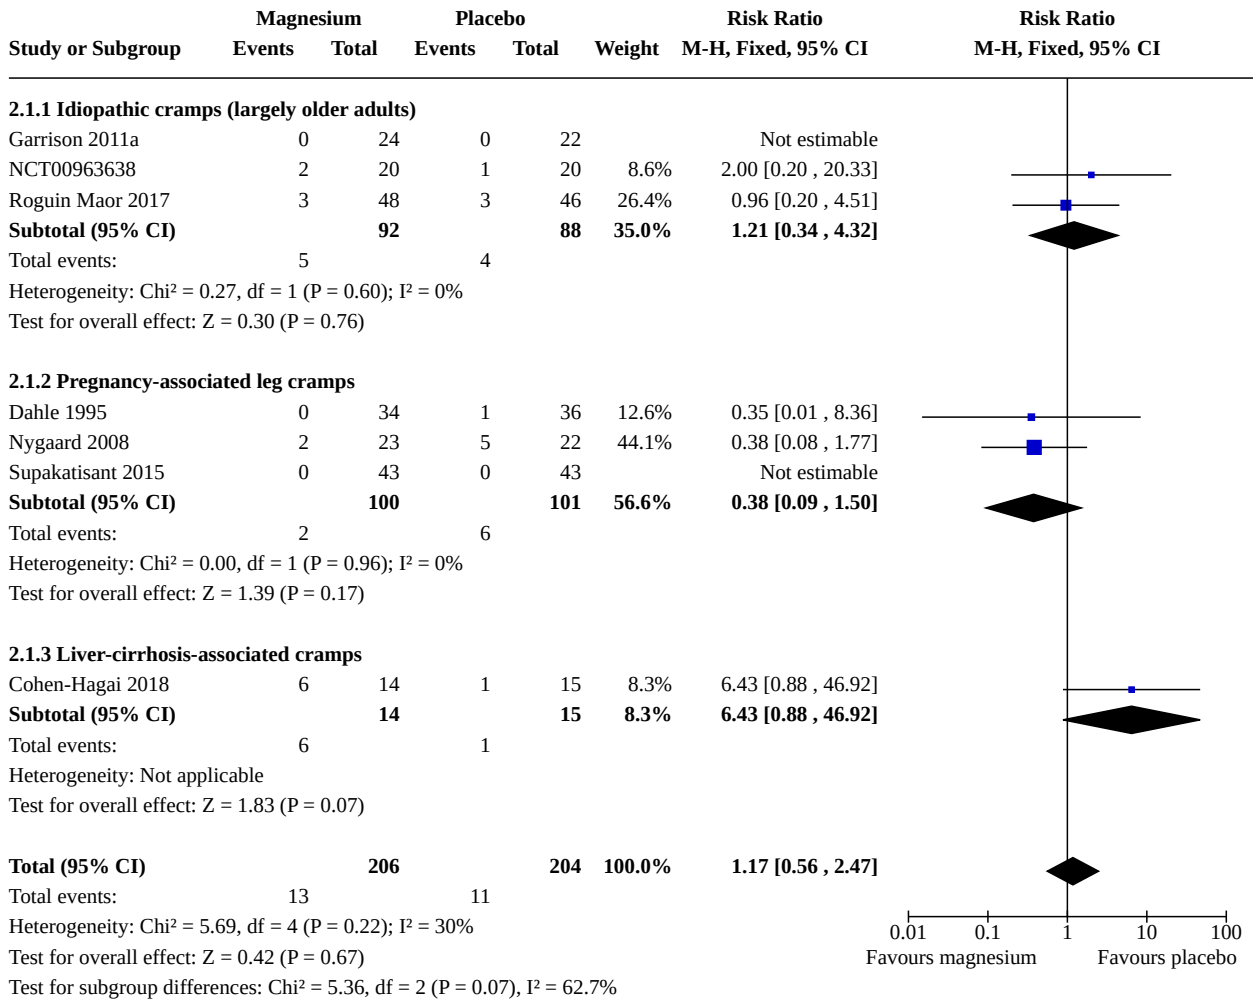 Magnesium Placebo Risk Ratio Risk Ratio
Study or Subgroup Events Total Events Total Weight M-H, Fixed, 95% CI M-H, Fixed, 95% CI
2.1.1 Idiopathic cramps (largely older adults)
Garrison 2011a 0 24 0 22 Not estimable
NCT00963638 2 20 1 20 8.6% 2.00 [0.20 , 20.33]
Roguin Maor 2017 3 48 3 46 26.4% 0.96 [0.20 , 4.51]
Subtotal (95% CI) 92 88 35.0% 1.21 [0.34 , 4.32]
Total events: 5 4
Heterogeneity: Chi² = 0.27, df = 1 (P = 0.60); I² = 0%
Test for overall effect: Z = 0.30 (P = 0.76)
2.1.2 Pregnancy-associated leg cramps
Dahle 1995 0 34 1 36 12.6% 0.35 [0.01 , 8.36]
Nygaard 2008 2 23 5 22 44.1% 0.38 [0.08 , 1.77]
Supakatisant 2015 0 43 0 43 Not estimable
Subtotal (95% CI) 100 101 56.6% 0.38 [0.09 , 1.50]
Total events: 2 6
Heterogeneity: Chi² = 0.00, df = 1 (P = 0.96); I² = 0%
Test for overall effect: Z = 1.39 (P = 0.17)
2.1.3 Liver-cirrhosis-associated cramps
Cohen-Hagai 2018 6 14 1 15 8.3% 6.43 [0.88 , 46.92]
Subtotal (95% CI) 14 15 8.3% 6.43 [0.88 , 46.92]
Total events: 6 1
Heterogeneity: Not applicable
Test for overall effect: Z = 1.83 (P = 0.07)
Total (95% CI) 206 204 100.0% 1.17 [0.56 , 2.47]
Total events: 13 11
Heterogeneity: Chi² = 5.69, df = 4 (P = 0.22); I² = 30%
0.01 0.1 1 10 100
Test for overall effect: Z = 0.42 (P = 0.67) Favours magnesium Favours placebo
Test for subgroup differences: Chi² = 5.36, df = 2 (P = 0.07), I² = 62.7%